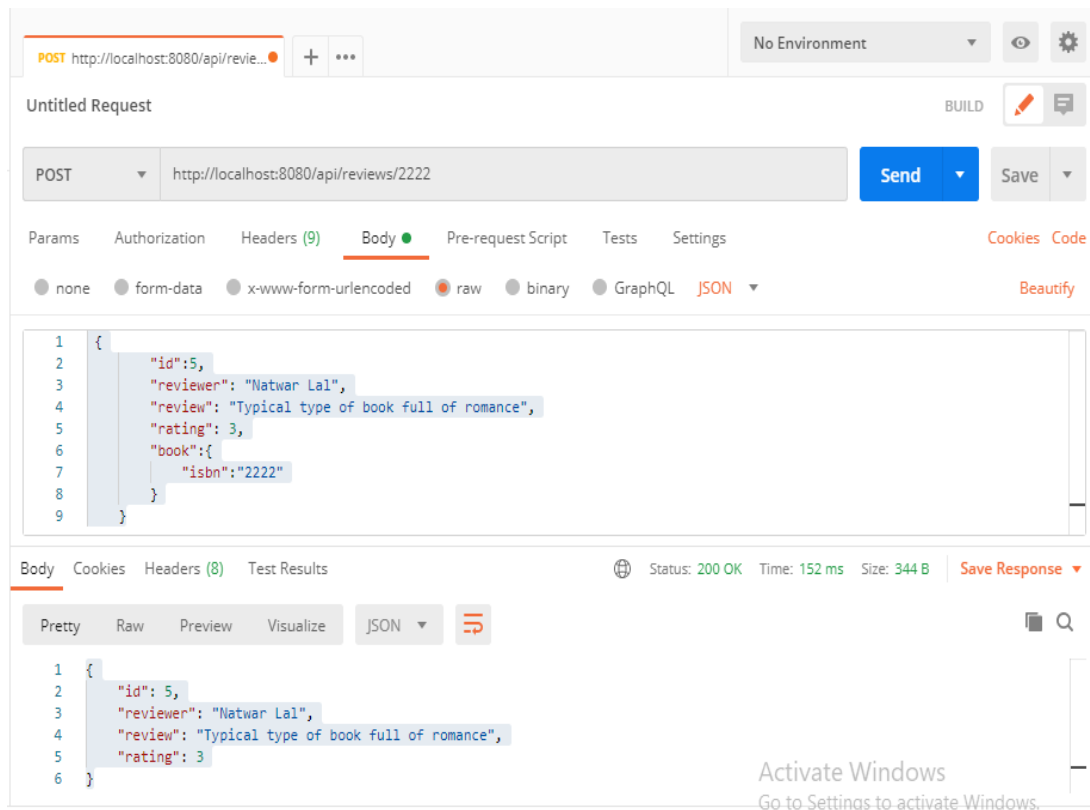 POST http://localhost:8080/api/revie...
No Environment
Untitled Request
BUILD
POST http://localhost:8080/api/reviews/2222 Send Save
Params Authorization Headers (9) Body Pre-request Script Tests Settings Cookies Code
none form-data x-www-form-urlencoded raw binary GraphQL JSON Beautify
1 {
2 "id":5,
3 "reviewer": "Natwar Lal",
4 "review": "Typical type of book full of romance",
5 "rating": 3,
6 "book":{
7 "isbn":"2222"
8 }
9 }
Body Cookies Headers (8) Test Results Status: 200 OK Time: 152 ms Size: 344 B Save Response
Pretty Raw Preview Visualize JSON
1 {
2 "id": 5,
3 "reviewer": "Natwar Lal",
4 "review": "Typical type of book full of romance",
5 "rating": 3
6 }
Activate Windows
Go to Settings to activate Windows.